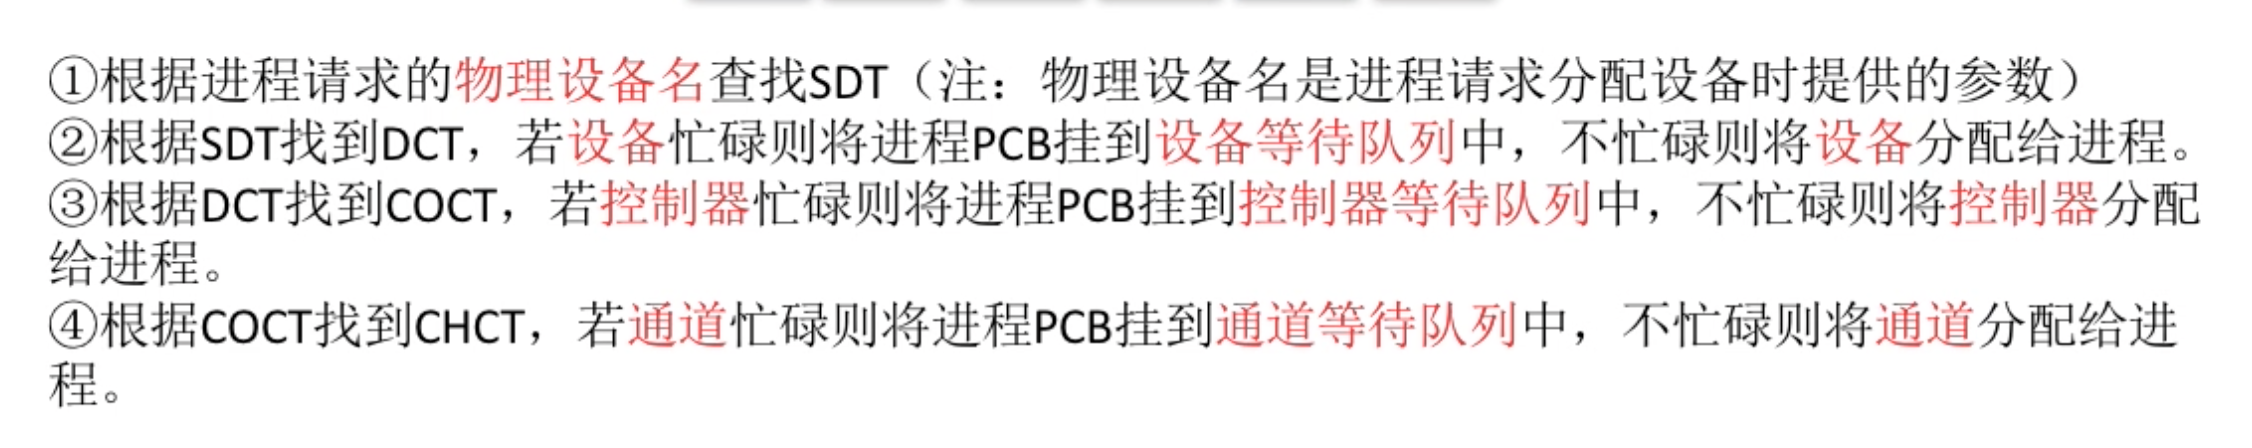 ①根据进程请求的物理设备名查找SDT（注：物理设备名是进程请求分配设备时提供的参数）
②根据SDT找到DCT，若设备忙碌则将进程PCB挂到设备等待队列中，不忙碌则将设备分配给进程。
③根据DCT找到COCT，若控制器忙碌则将进程PCB挂到控制器等待队列中，不忙碌则将控制器分配
给进程。
④根据COCT找到CHCT，若通道忙碌则将进程PCB挂到通道等待队列中，不忙碌则将通道分配给进
程。